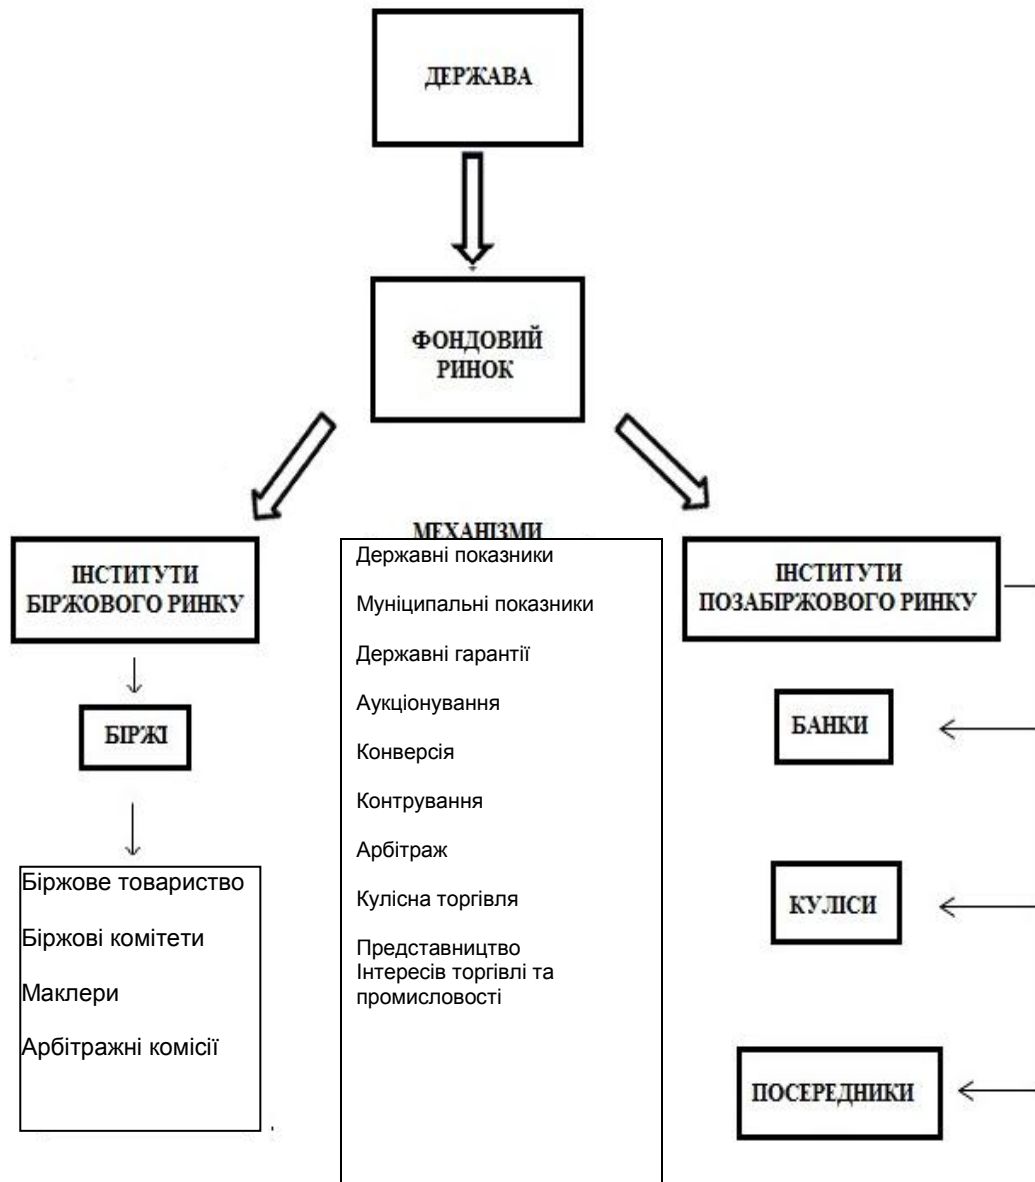 ДЕРЖАВА
ФОНДОВИЙ
РИНОК
МЕХАНІЗМИ
ІНСТИТУТИ
БІРЖОВОГО РИНКУ
БІРЖІ
Біржове товариство
Біржові комітети
Маклери
Арбітражні комісії
Державні показники
Муніципальні показники
Державні гарантії
Аукціонування
Конверсія
Контрування
Арбітраж
Кулісна торгівля
Представництво
Інтересів торгівлі та
промисловості
ІНСТИТУТИ
ПОЗАБІРЖОВОГО РИНКУ
БАНКИ
КУЛІСИ
ПОСЕРЕДНИКИ